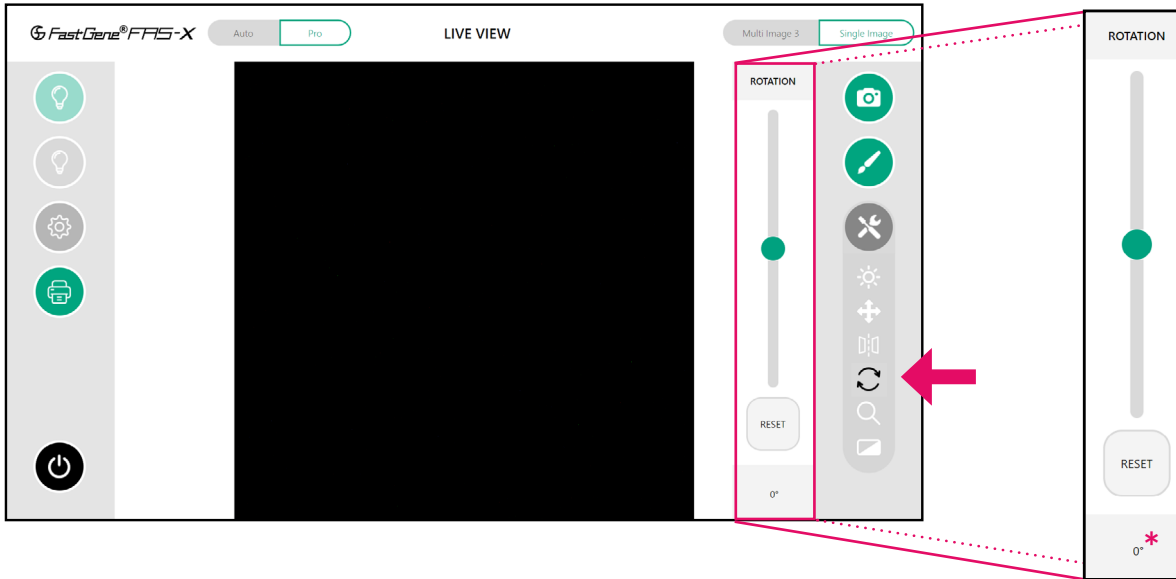 FastGene® FAS-X
Auto
Pro
LIVE VIEW
Multi Image 3
Single Image
ROTATION
RESET
0°
ROTATION
RESET
0°*